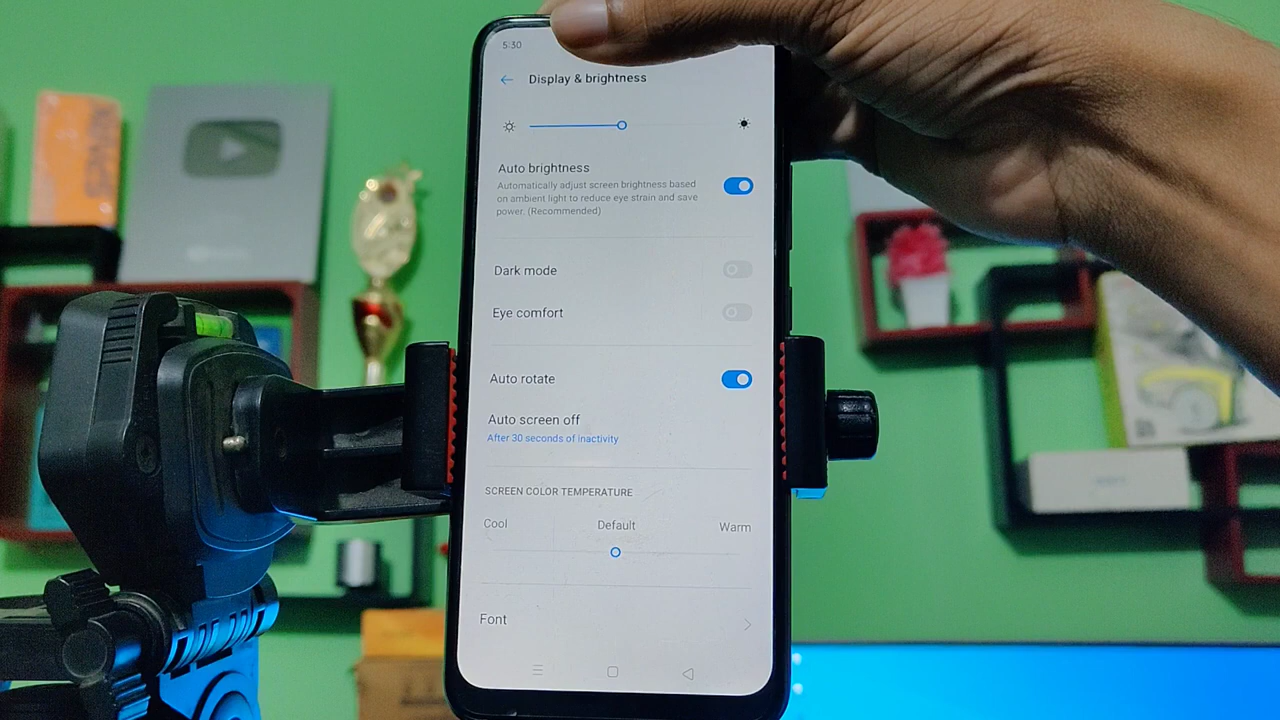 5:30
Display & brightness
Auto brightness
Automatically adjust screen brightness based
on ambient light to reduce eye strain and save
power. (Recommended)
Dark mode
Eye comfort
Auto rotate
Auto screen off
After 30 seconds of inactivity
SCREEN COLOR TEMPERATURE
Cool
Default
Warm
Font